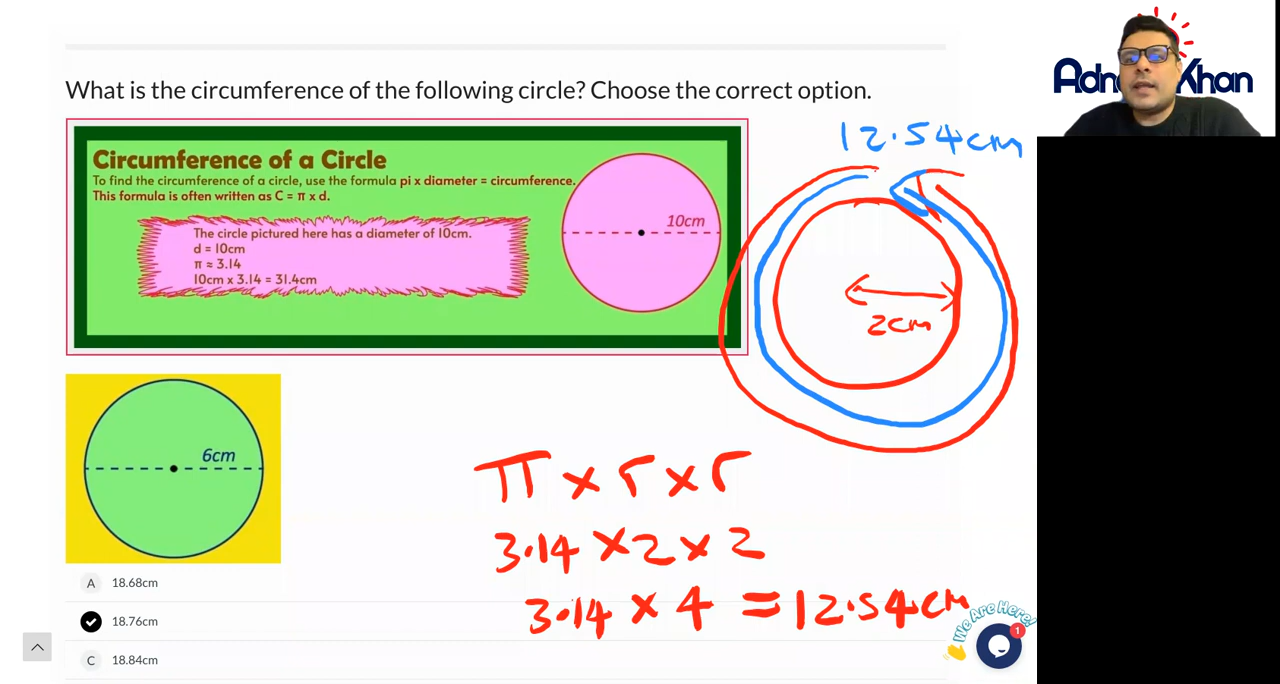 What is the circumference of the following circle? Choose the correct option.
Circumference of a Circle
To find the circumference of a circle, use the formula pi x diameter = circumference.
This formula is often written as C = π x d.
The circle pictured here has a diameter of 10cm.
d = 10cm
π ≈ 3.14
10cm x 3.14 = 31.4cm
10cm
6cm
A 18.68cm
18.76cm
C 18.84cm
12.54cm
2cm
π × r × r
3.14 × 2 × 2
3.14 × 4 = 12.54cm
Khan
We Are Here!
1